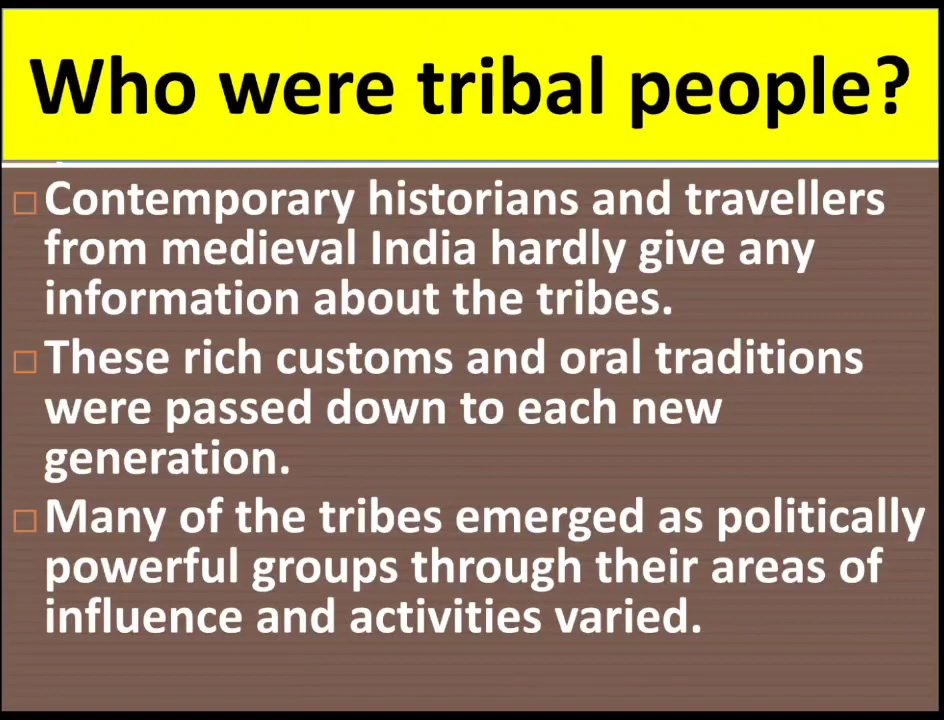 Who were tribal people?
Contemporary historians and travellers
from medieval India hardly give any
information about the tribes.
These rich customs and oral traditions
were passed down to each new
generation.
Many of the tribes emerged as politically
powerful groups through their areas of
influence and activities varied.